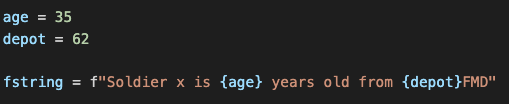 age = 35
depot = 62
fstring = f"Soldier x is {age} years old from {depot}FMD"